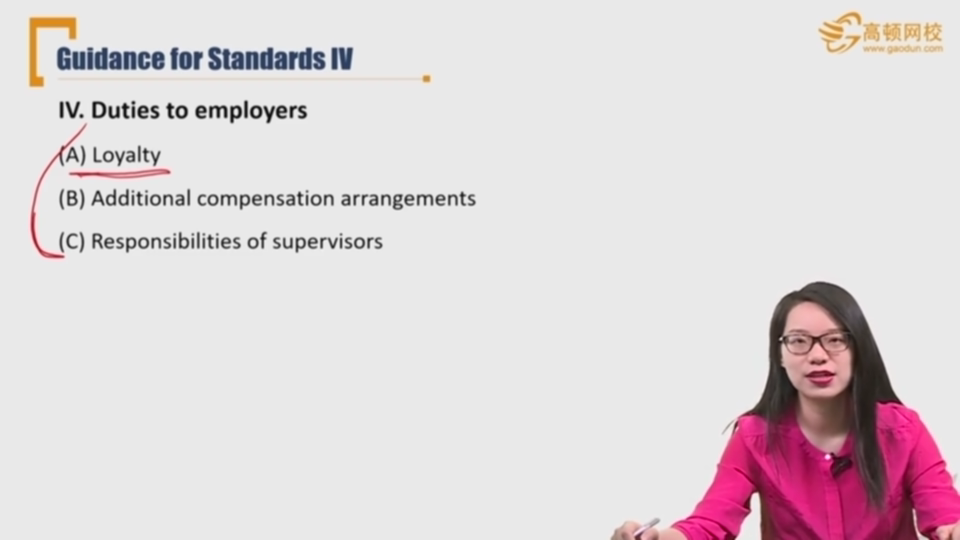 Guidance for Standards IV
高顿网校
www.gaodun.com
IV. Duties to employers
(A) Loyalty
(B) Additional compensation arrangements
(C) Responsibilities of supervisors